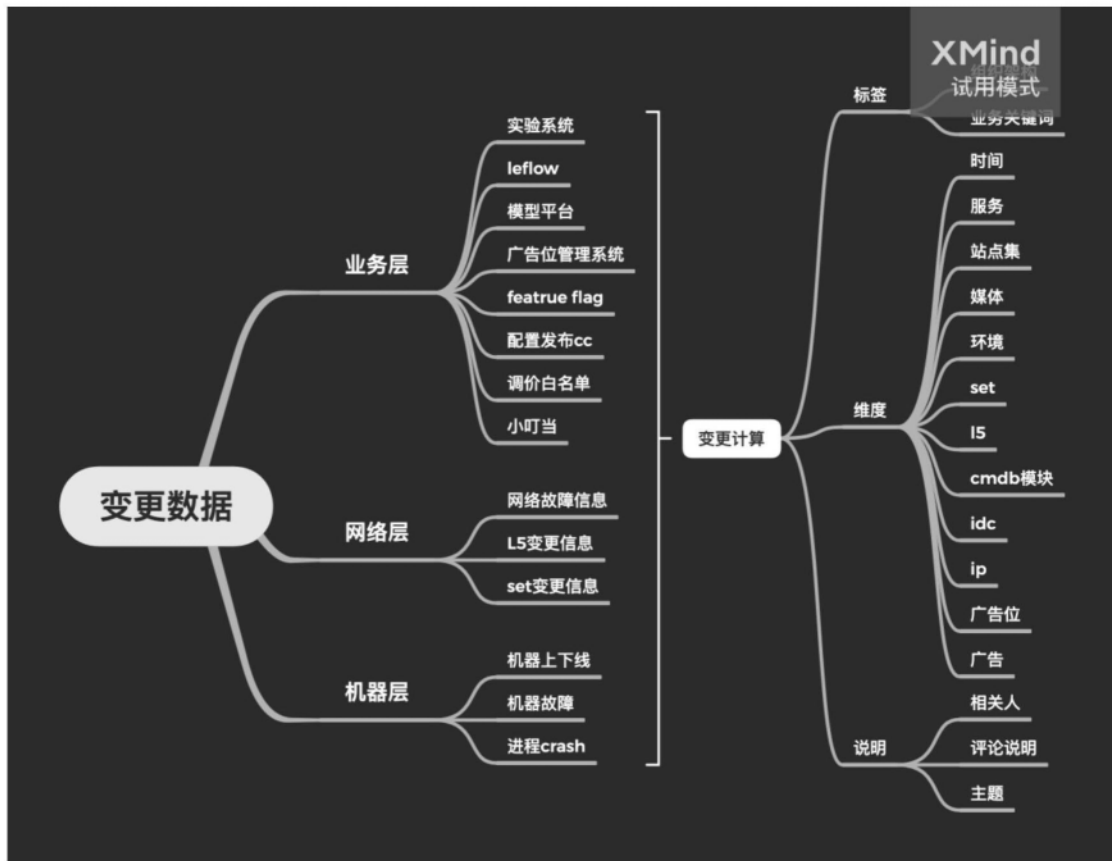 变更数据
业务层
实验系统
leflow
模型平台
广告位管理系统
featrue flag
配置发布cc
调价白名单
小叮当
网络层
网络故障信息
L5变更信息
set变更信息
机器层
机器上下线
机器故障
进程crash
变更计算
XMind
试用模式
标签
组织架构
业务关键词
维度
时间
服务
站点集
媒体
环境
set
l5
cmdb模块
idc
ip
广告位
广告
说明
相关人
评论说明
主题